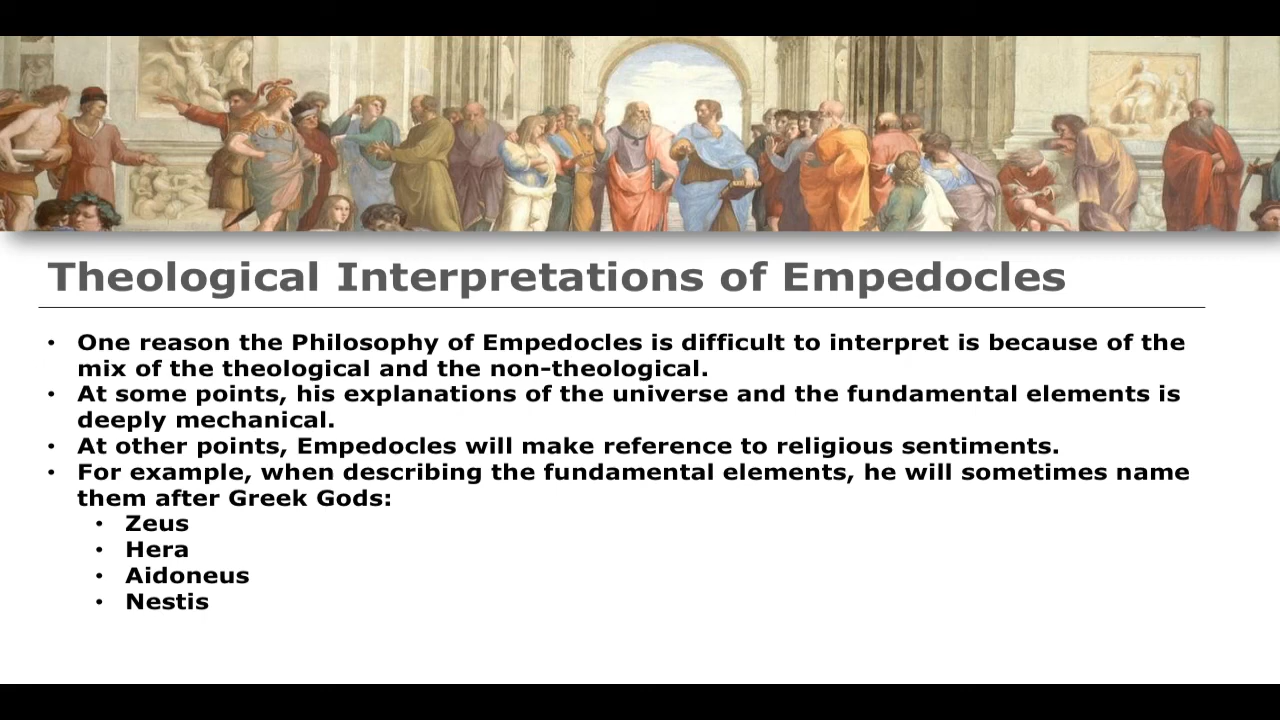 Theological Interpretations of Empedocles
• One reason the Philosophy of Empedocles is difficult to interpret is because of the
mix of the theological and the non-theological.
• At some points, his explanations of the universe and the fundamental elements is
deeply mechanical.
• At other points, Empedocles will make reference to religious sentiments.
• For example, when describing the fundamental elements, he will sometimes name
them after Greek Gods:
• Zeus
• Hera
• Aidoneus
• Nestis